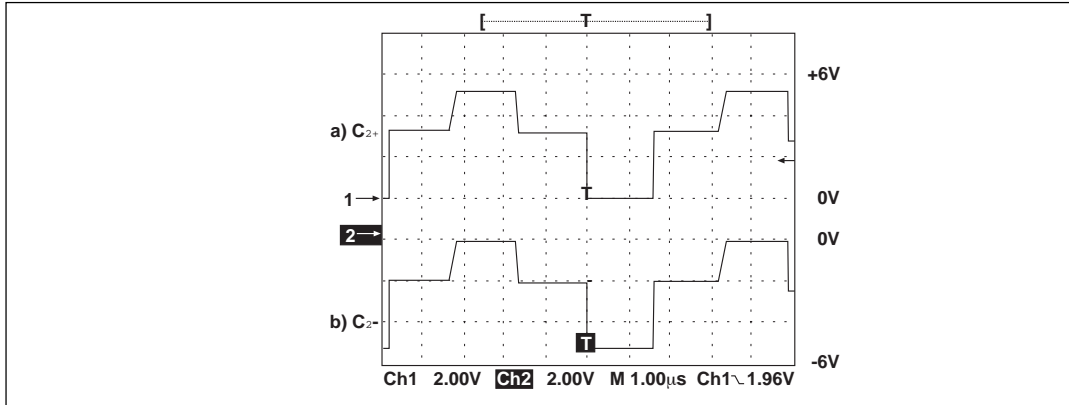 [ T ]
+6V
a) C₂₊
T
1
0V
2
0V
b) C₂-
T
-6V
Ch1 2.00V Ch2 2.00V M 1.00µs Ch1 1.96V